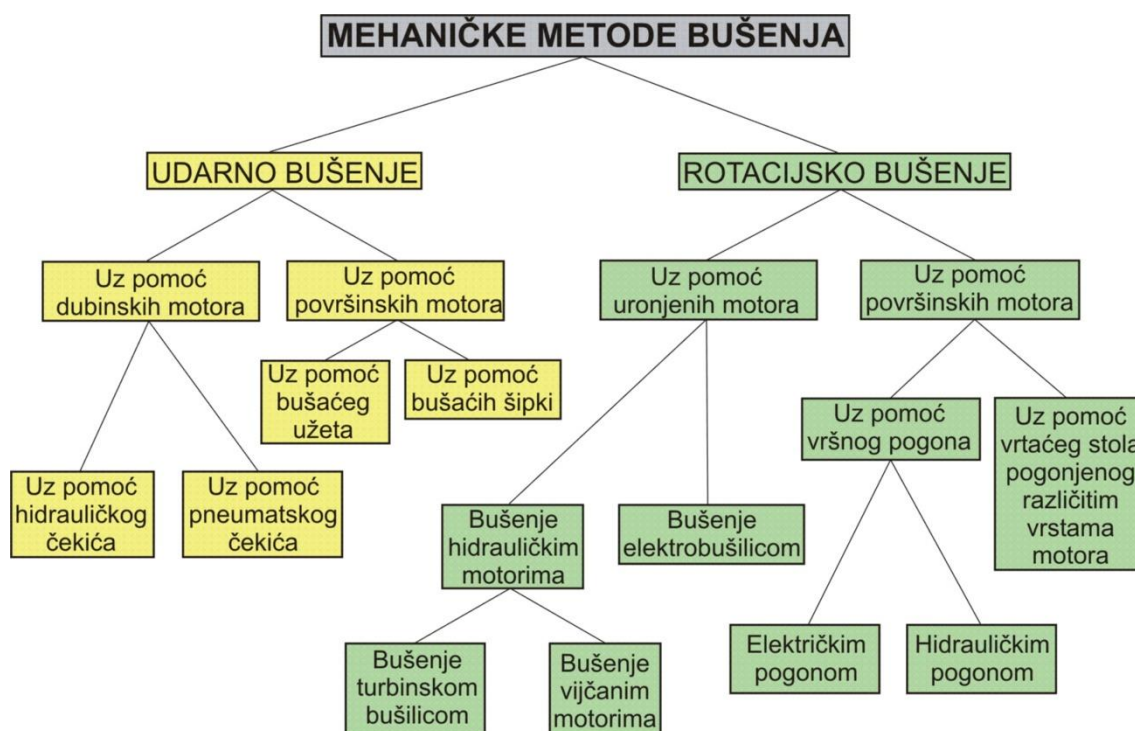 MEHANIČKE METODE BUŠENJA
UDARNO BUŠENJE
ROTACIJSKO BUŠENJE
Uz pomoć
dubinskih motora
Uz pomoć
površinskih motora
Uz pomoć
uronjenih motora
Uz pomoć
površinskih motora
Uz pomoć
bušaćeg
užeta
Uz pomoć
bušaćih šipki
Uz pomoć
vršnog pogona
Uz pomoć
vrtaćeg stola
pogonjenog
različitim
vrstama
motora
Uz pomoć
hidrauličkog
čekića
Uz pomoć
pneumatskog
čekića
Bušenje
hidrauličkim
motorima
Bušenje
elektrobušilicom
Bušenje
turbinskom
bušilicom
Bušenje
vijčanim
motorima
Električkim
pogonom
Hidrauličkim
pogonom